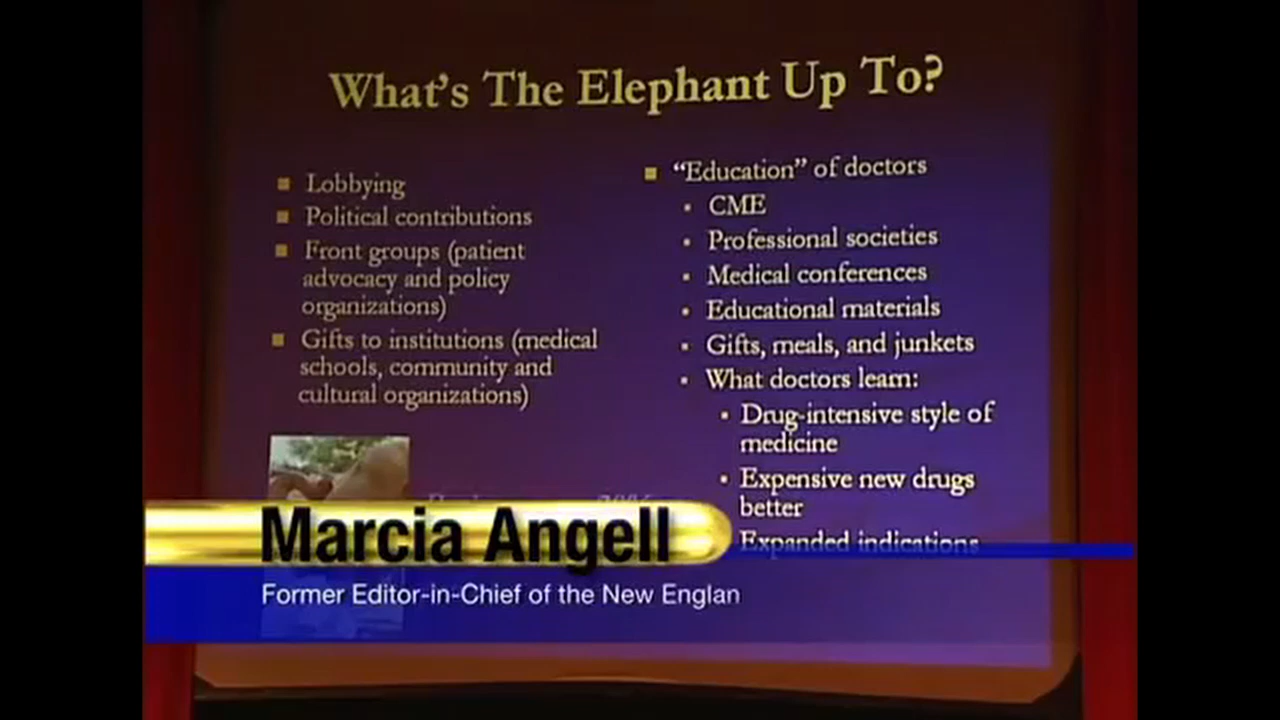 What's The Elephant Up To?
Lobbying
Political contributions
Front groups (patient
advocacy and policy
organizations)
Gifts to institutions (medical
schools, community and
cultural organizations)
"Education" of doctors
CME
Professional societies
Medical conferences
Educational materials
Gifts, meals, and junkets
What doctors learn:
Drug-intensive style of
medicine
Expensive new drugs
better
Expanded indications
Marcia Angell
Former Editor-in-Chief of the New Englan